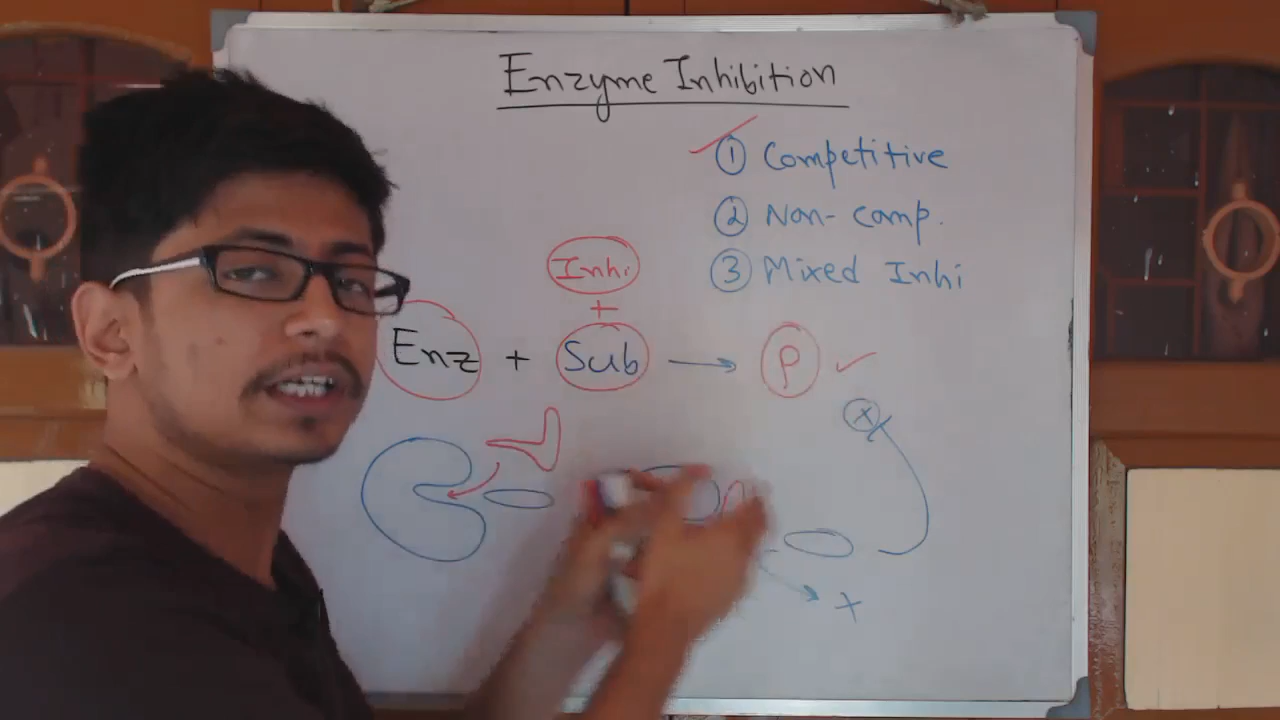 Enzyme Inhibition
① Competitive
② Non- Comp.
③ Mixed Inhi
Inhi
+
Enz + Sub → P ✓
x
x